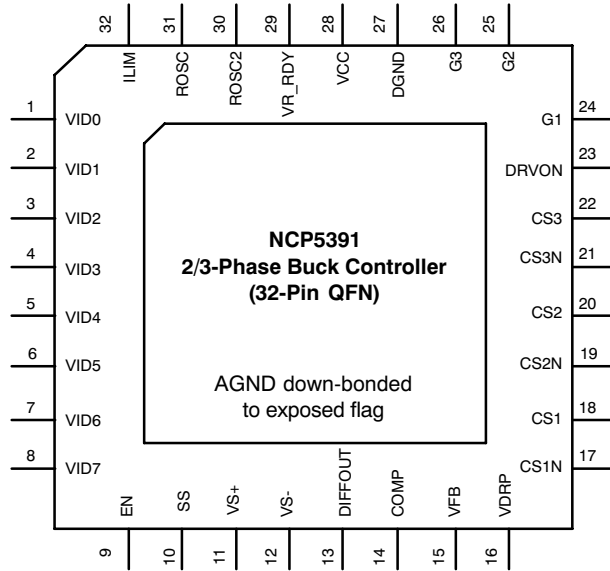 32 31 30 29 28 27 26 25
ILIM ROSC ROSC2 VR_RDY VCC DGND G3 G2
1 VID0 G1 24
2 VID1 DRVON 23
3 VID2 CS3 22
4 VID3 CS3N 21
5 VID4 CS2 20
6 VID5 CS2N 19
7 VID6 CS1 18
8 VID7 CS1N 17
NCP5391
2/3-Phase Buck Controller
(32-Pin QFN)
AGND down-bonded
to exposed flag
EN SS VS+ VS- DIFFOUT COMP VFB VDRP
9 10 11 12 13 14 15 16